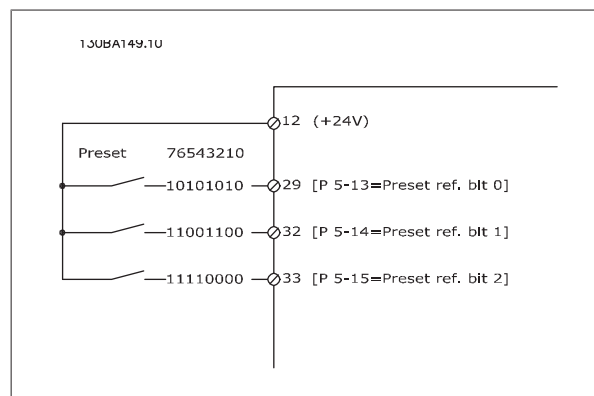 130BA149.10
12 (+24V)
Preset 76543210
10101010 29 [P 5-13=Preset ref. bit 0]
11001100 32 [P 5-14=Preset ref. bit 1]
11110000 33 [P 5-15=Preset ref. bit 2]